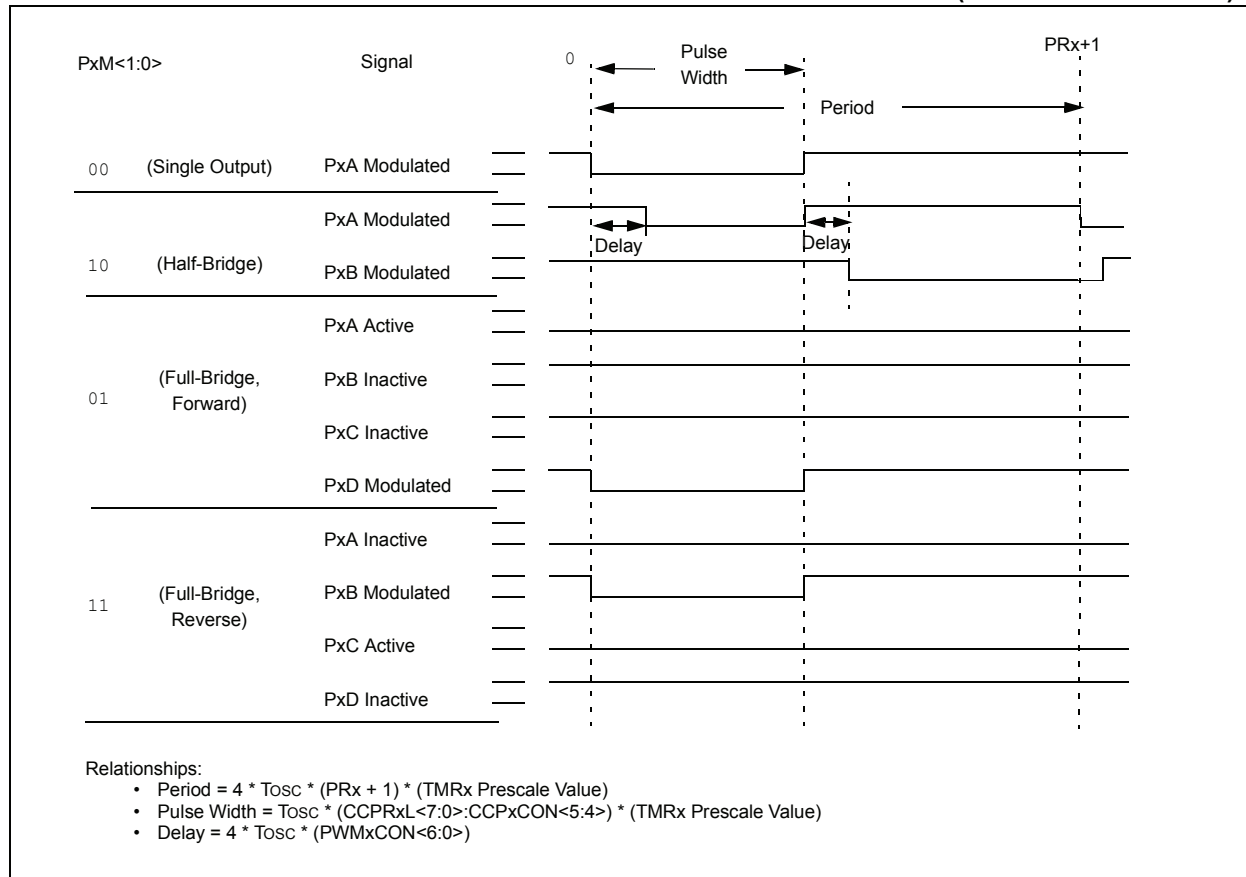 PxM<1:0>
Signal
0
Pulse
Width
PRx+1
Period
00
(Single Output)
PxA Modulated
PxA Modulated
Delay
Delay
10
(Half-Bridge)
PxB Modulated
PxA Active
01
(Full-Bridge,
Forward)
PxB Inactive
PxC Inactive
PxD Modulated
PxA Inactive
11
(Full-Bridge,
Reverse)
PxB Modulated
PxC Active
PxD Inactive
Relationships:
• Period = 4 * TOSC * (PRx + 1) * (TMRx Prescale Value)
• Pulse Width = TOSC * (CCPRxL<7:0>:CCPxCON<5:4>) * (TMRx Prescale Value)
• Delay = 4 * TOSC * (PWMxCON<6:0>)